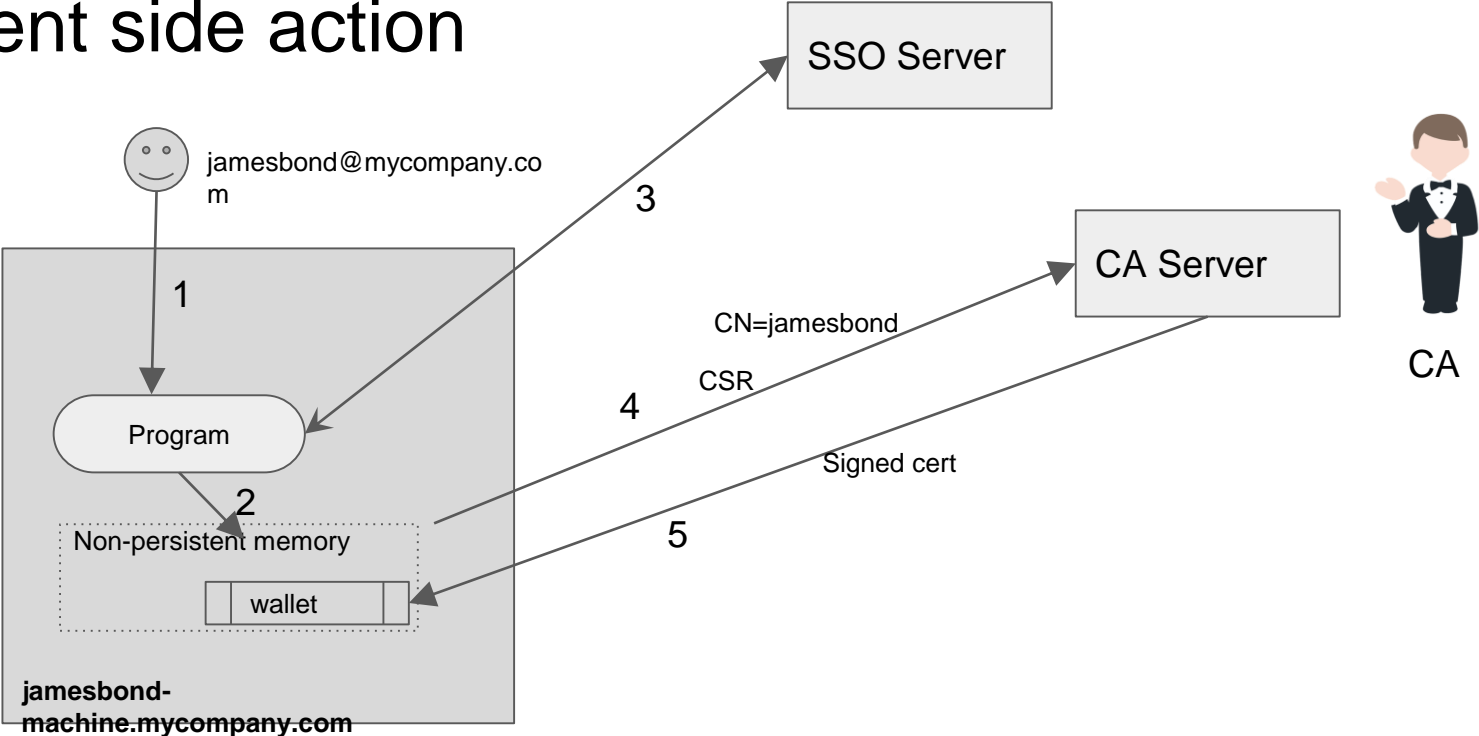 ent side action
SSO Server
jamesbond@mycompany.co
m
3
CA Server
1
CN=jamesbond
CA
CSR
4
Program
Signed cert
2
5
Non-persistent memory
wallet
jamesbond-
machine.mycompany.com